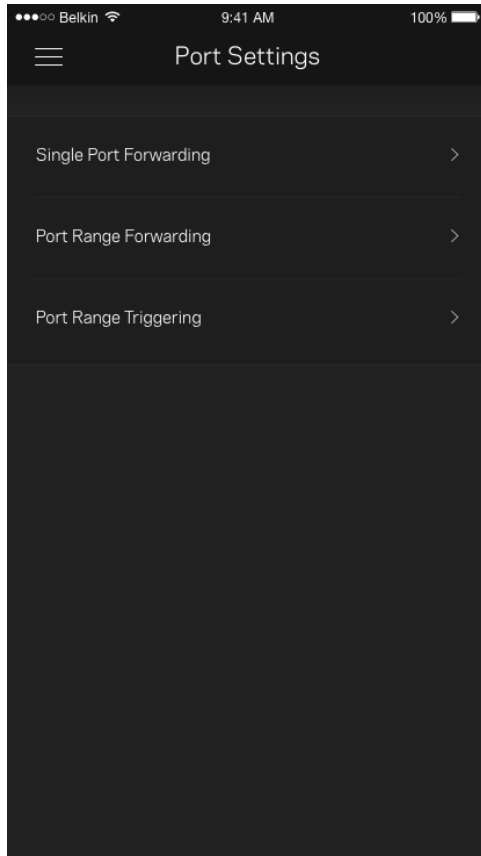 Belkin 9:41 AM 100%
Port Settings
Single Port Forwarding
Port Range Forwarding
Port Range Triggering